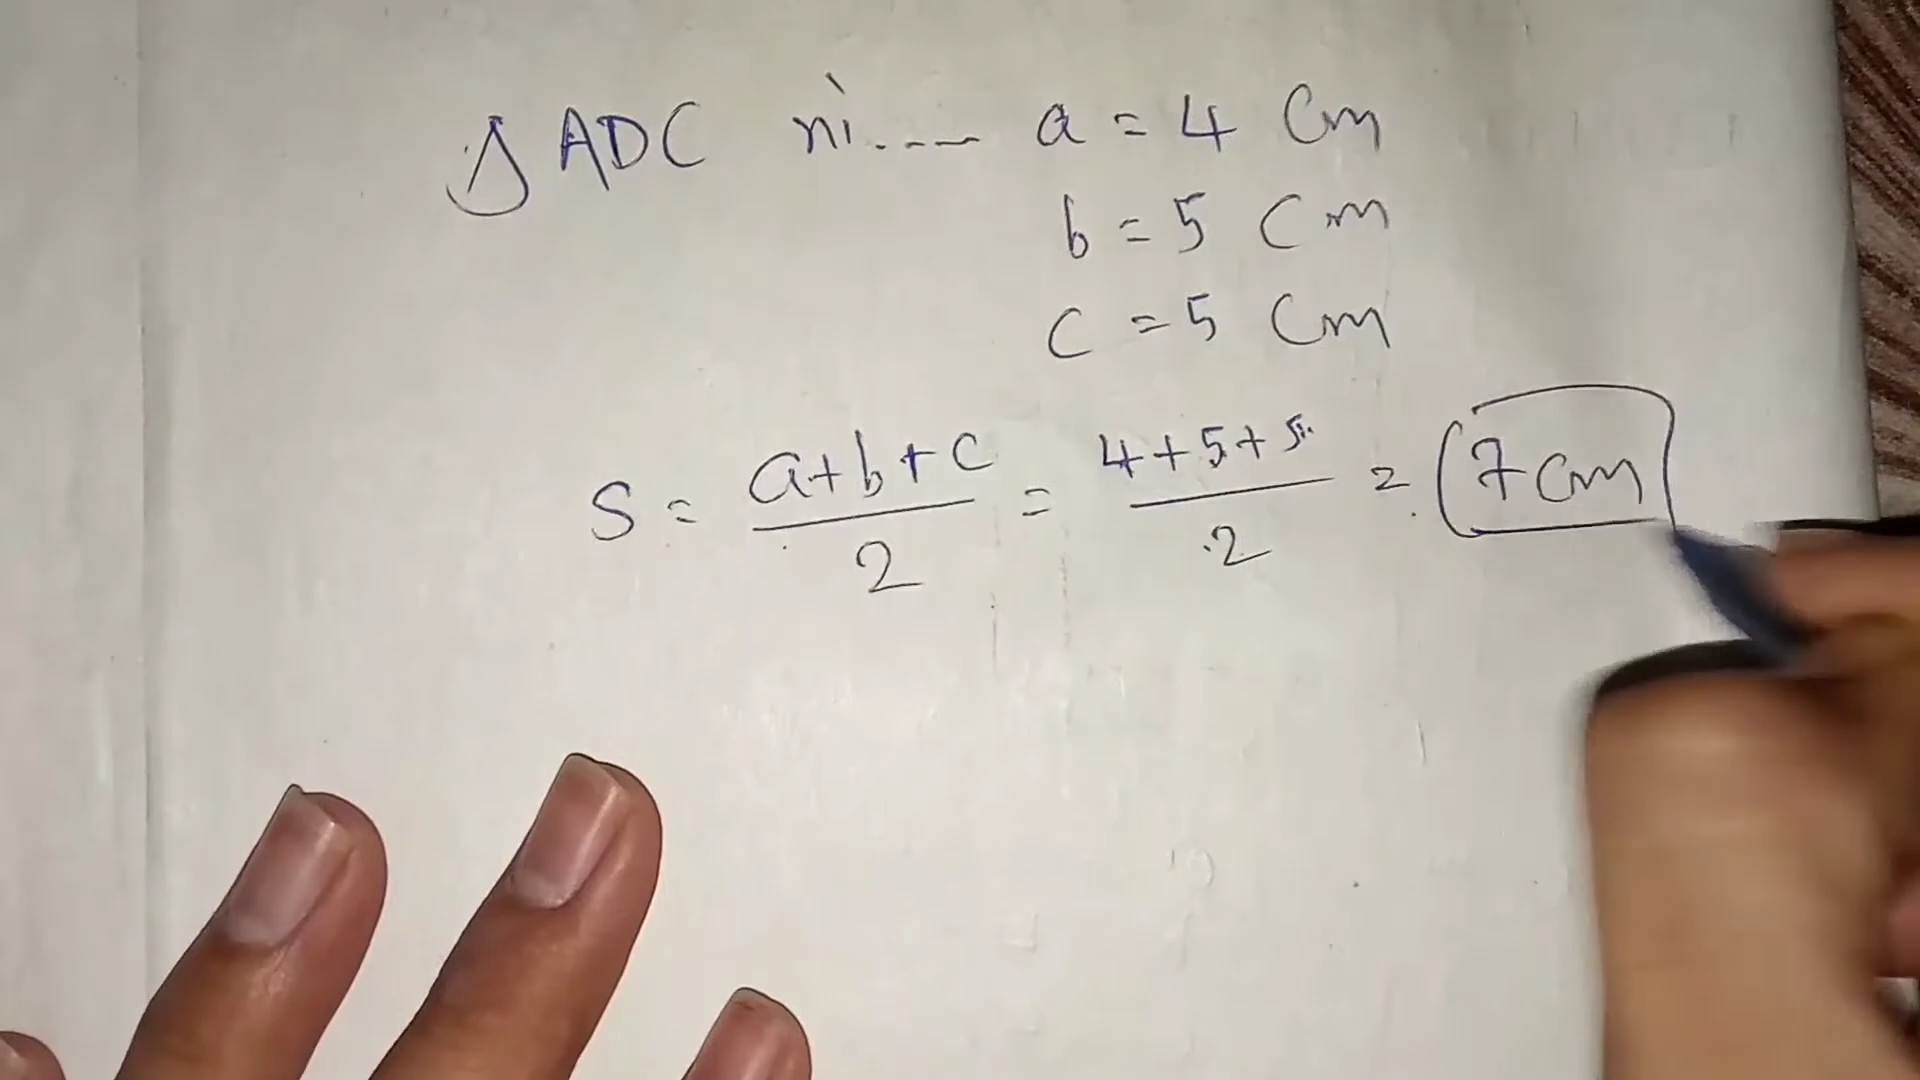 Δ ADC ni.... a = 4 Cm
b = 5 Cm
c = 5 Cm
S = a+b+c / 2 = 4+5+5 / 2 = 7 cm